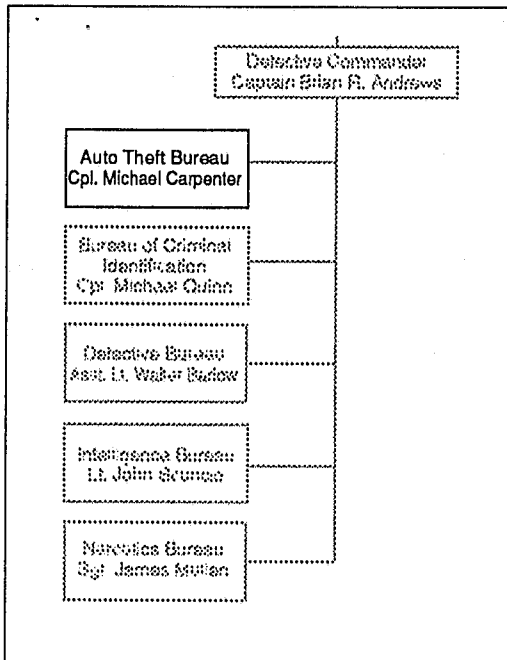 Detective Commander
Captain Brian R. Andrews
Auto Theft Bureau
Cpl. Michael Carpenter
Bureau of Criminal
Identification
Cpl. Michael Quinn
Detective Bureau
Asst. Lt. Walter
Intelligence Bureau
Lt. John
Narcotics Bureau
Sgt. James